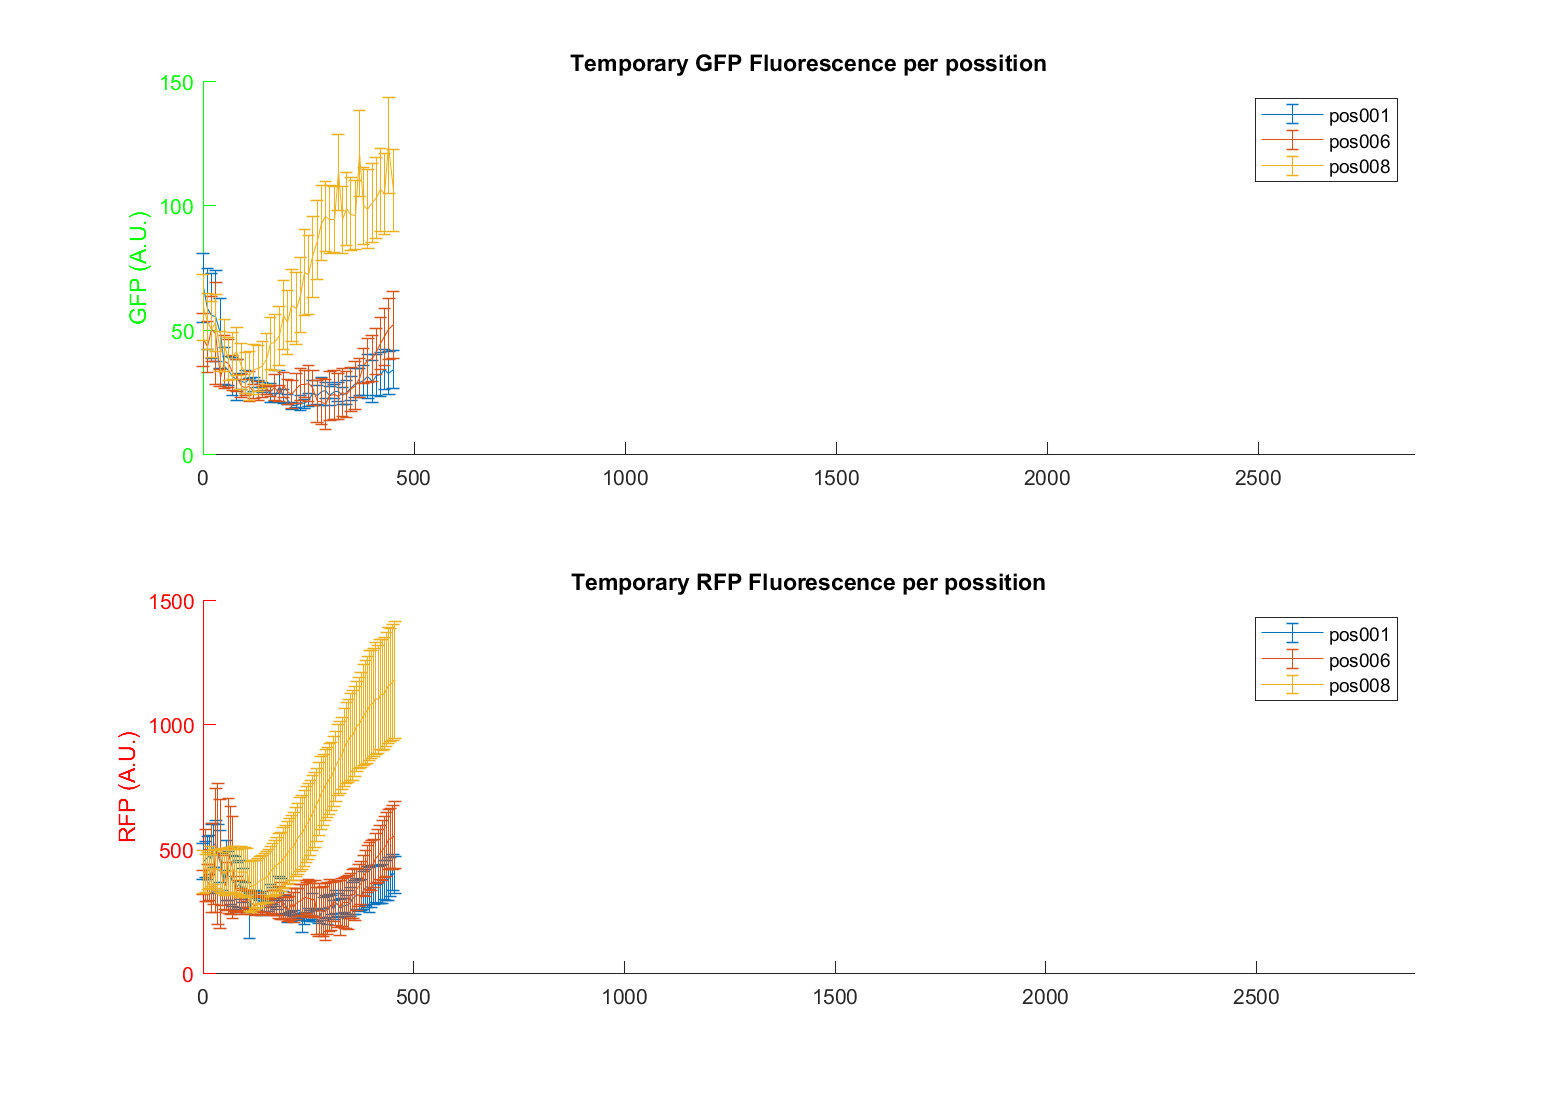 Temporary GFP Fluorescence per possition
150
100
50
0
GFP (A.U.)
pos001
pos006
pos008
0 500 1000 1500 2000 2500
Temporary RFP Fluorescence per possition
1500
1000
500
0
RFP (A.U.)
pos001
pos006
pos008
0 500 1000 1500 2000 2500